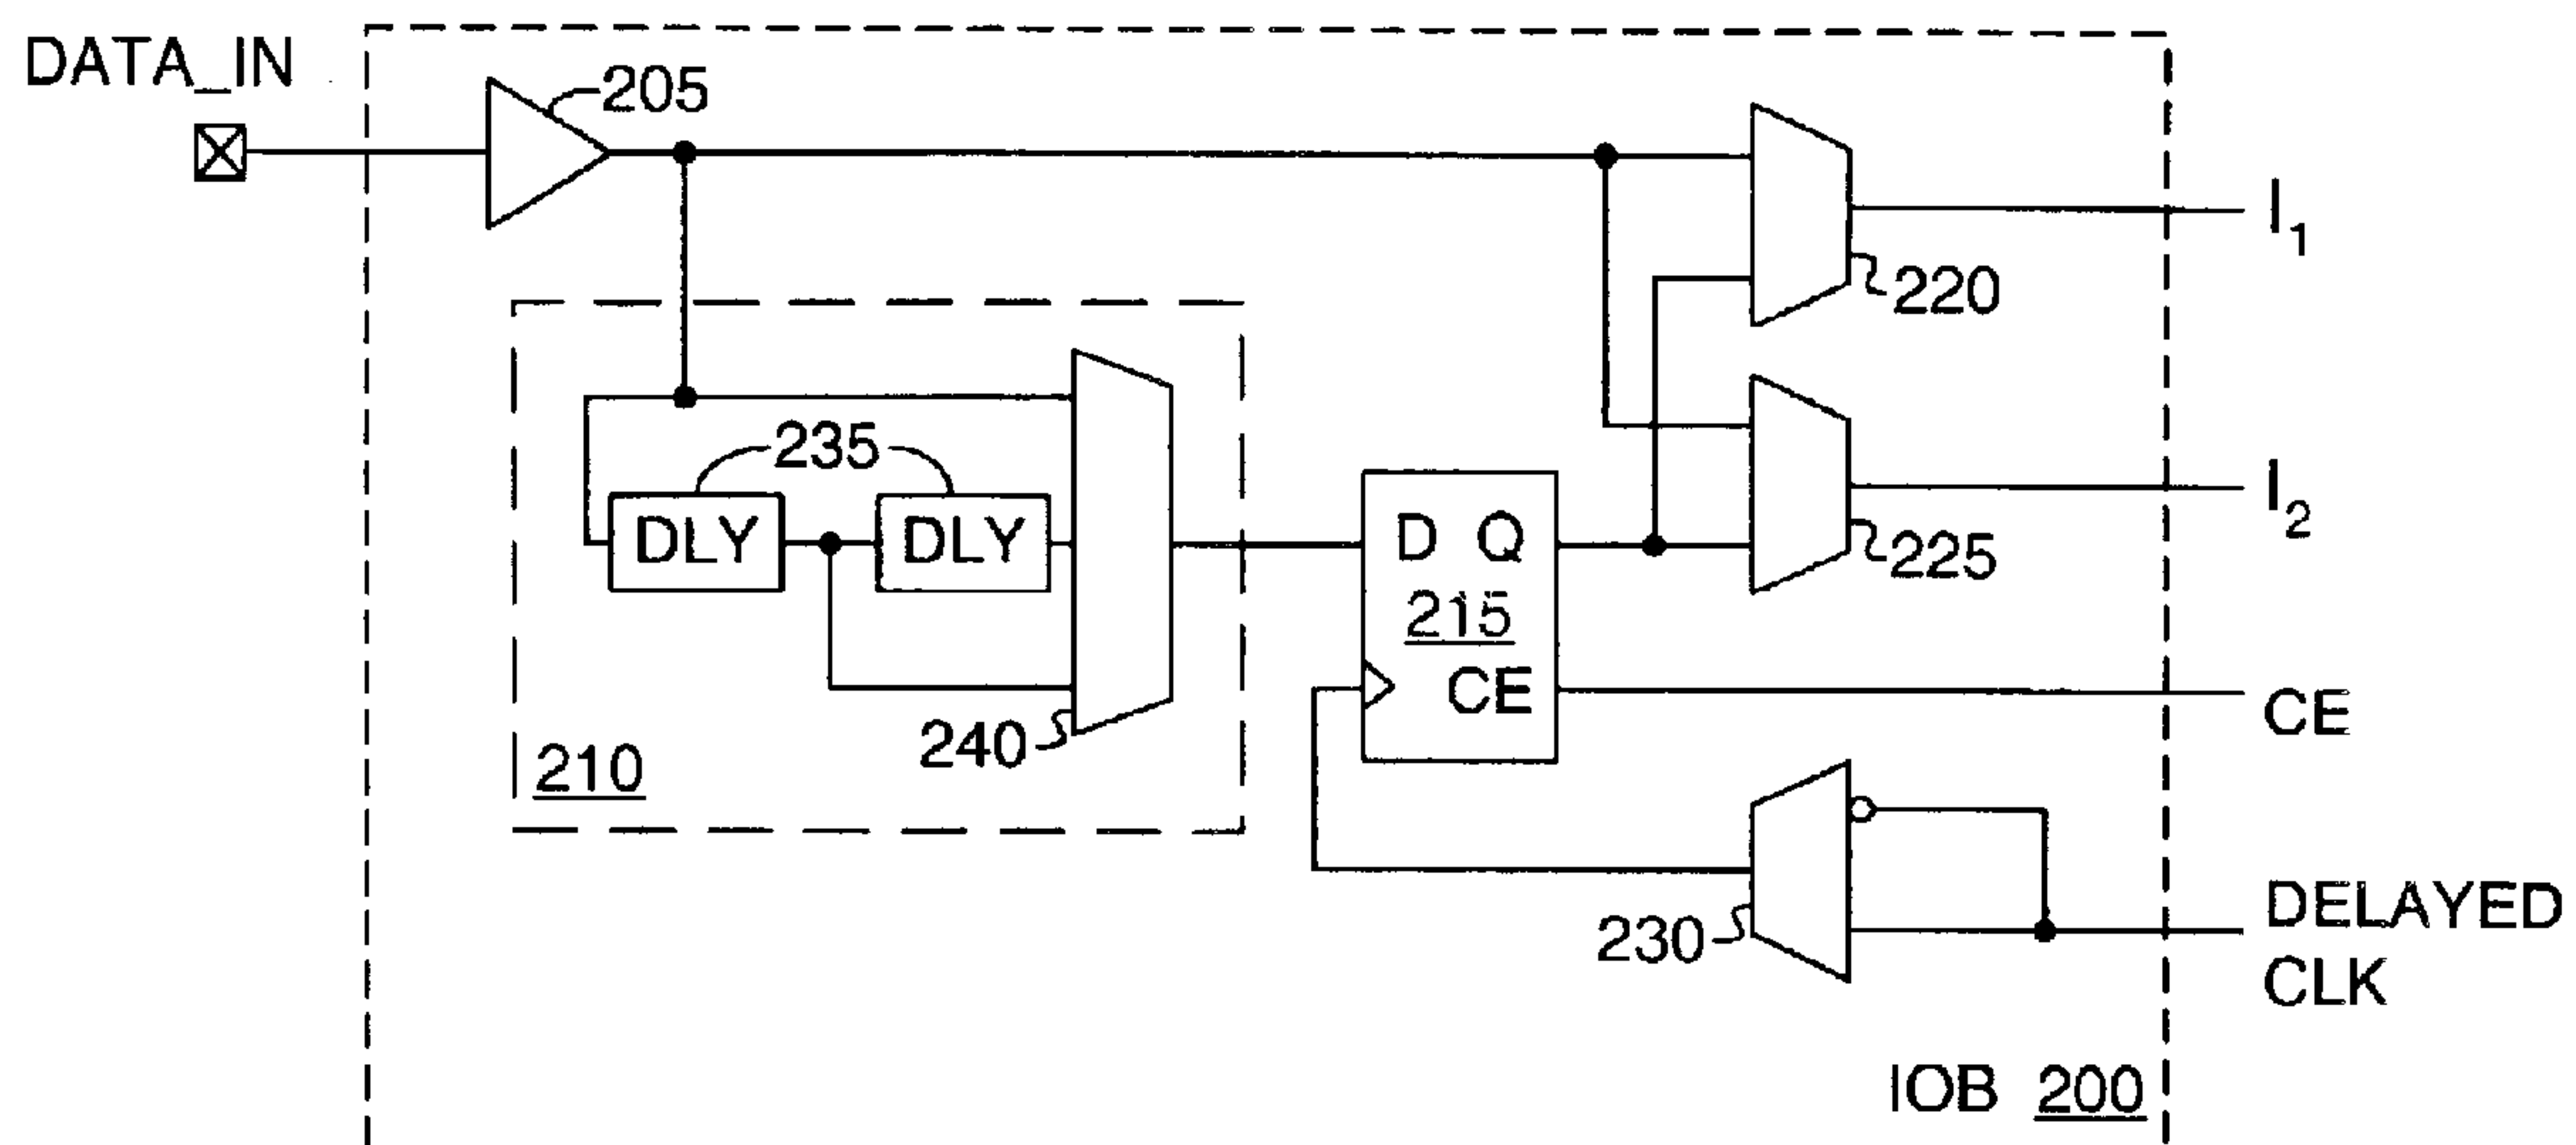 DATA_IN
205
I1
220
235
DLY
DLY
D Q
215
CE
I2
225
240
210
CE
230
DELAYED
CLK
IOB 200